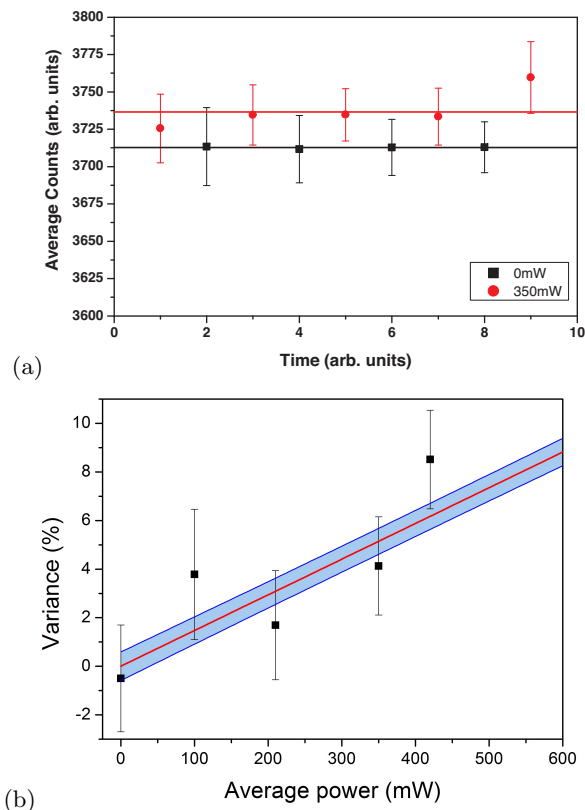 3800
3775
3750
3725
3700
3675
3650
3625
3600
Average Counts (arb. units)
0mW
350mW
0 2 4 6 8 10
Time (arb. units)
(a)
10
8
6
4
2
0
-2
Variance (%)
0 100 200 300 400 500 600
Average power (mW)
(b)